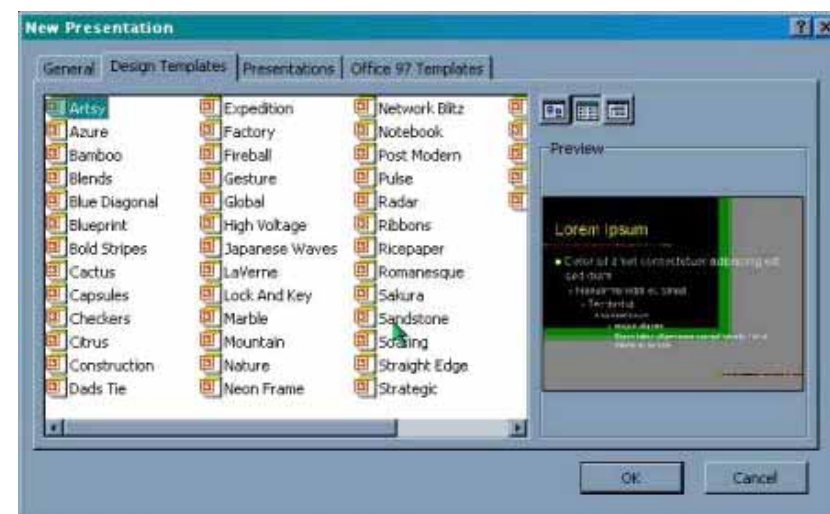 New Presentation
General
Design Templates
Presentations
Office 97 Templates
Artsy
Azure
Bamboo
Blends
Blue Diagonal
Blueprint
Bold Stripes
Cactus
Capsules
Checkers
Citrus
Construction
Dads Tie
Expedition
Factory
Fireball
Gesture
Global
High Voltage
Japanese Waves
LaVerne
Lock And Key
Marble
Mountain
Nature
Neon Frame
Network Blitz
Notebook
Post Modern
Pulse
Radar
Ribbons
Ricepaper
Romanesque
Sakura
Sandstone
Soaring
Straight Edge
Strategic
Preview
Lorem Ipsum
OK
Cancel